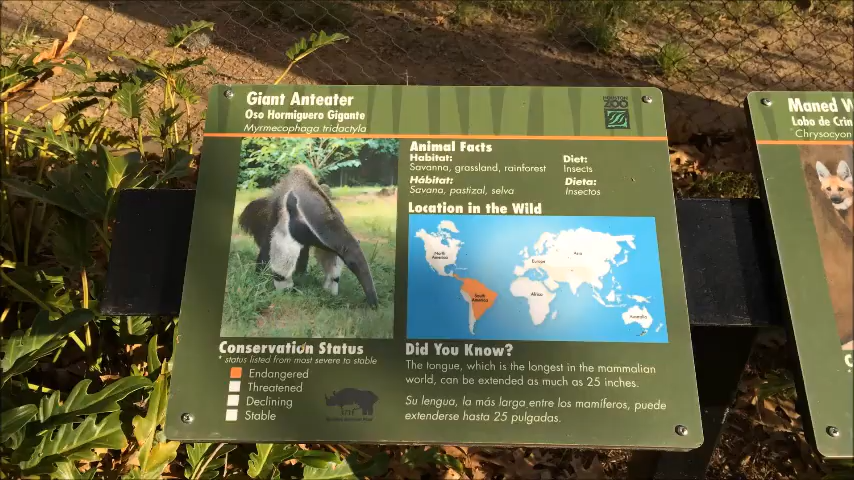 Giant Anteater
Oso Hormiguero Gigante
Myrmecophaga tridactyla
ZOO
Animal Facts
Habitat:
Savanna, grassland, rainforest
Diet:
Insects
Hábitat:
Savana, pastizal, selva
Dieta:
Insectos
Location in the Wild
North America
Europe
Asia
Africa
South America
Australia
Conservation Status
* status listed from most severe to stable
Endangered
Threatened
Declining
Stable
Did You Know?
The tongue, which is the longest in the mammalian
world, can be extended as much as 25 inches.
Su lengua, la más larga entre los mamíferos, puede
extenderse hasta 25 pulgadas.
Maned W
Lobo de Crin
Chrysocyon
C